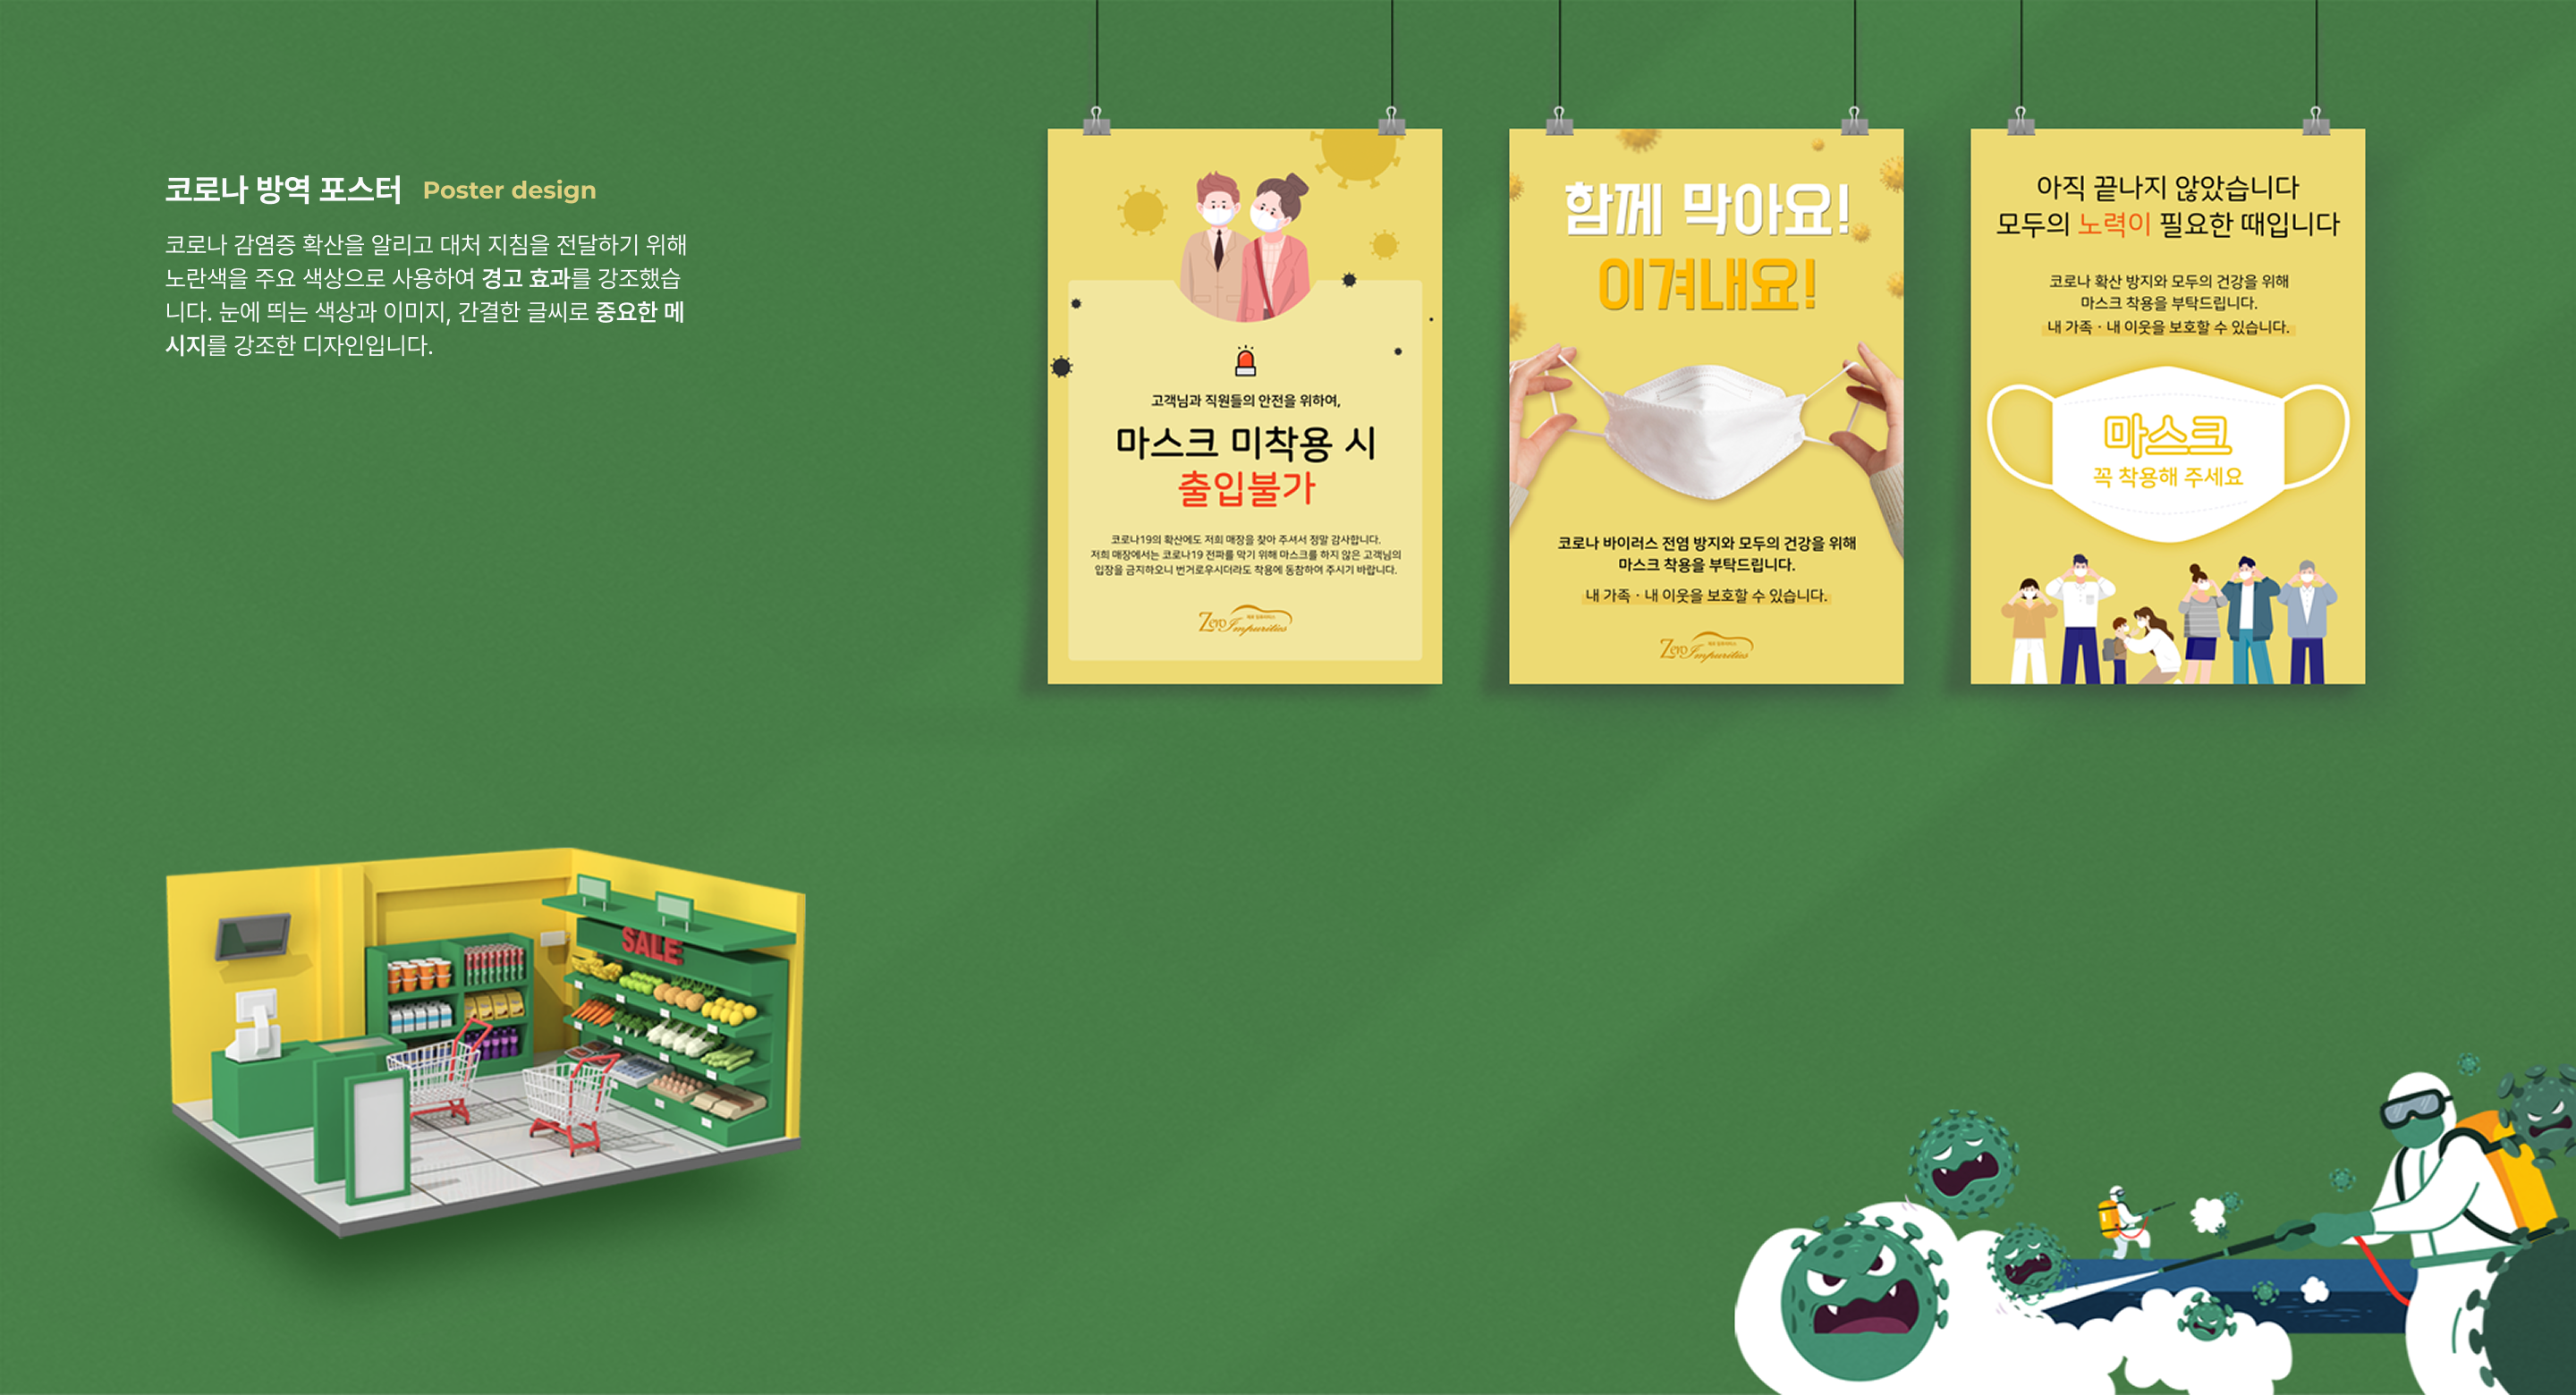 코로나 방역 포스터 Poster design
코로나 감염증 확산을 알리고 대처 지침을 전달하기 위해
노란색을 주요 색상으로 사용하여 경고 효과를 강조했습
니다. 눈에 띄는 색상과 이미지, 간결한 글씨로 중요한 메
시지를 강조한 디자인입니다.
고객님과 직원들의 안전을 위하여,
마스크 미착용 시
출입불가
코로나19의 확산에도 저희 매장을 찾아 주셔서 정말 감사합니다.
저희 매장에서는 코로나19 전파를 막기 위해 마스크를 하지 않은 고객님의
입장을 금지하오니 번거로우시더라도 착용에 동참하여 주시기 바랍니다.
Zero Impurities
함께 막아요!
이겨내요!
코로나 바이러스 전염 방지와 모두의 건강을 위해
마스크 착용을 부탁드립니다.
내 가족 · 내 이웃을 보호할 수 있습니다.
Zero Impurities
아직 끝나지 않았습니다
모두의 노력이 필요한 때입니다
코로나 확산 방지와 모두의 건강을 위해
마스크 착용을 부탁드립니다.
내 가족 · 내 이웃을 보호할 수 있습니다.
마스크
꼭 착용해 주세요
SALE